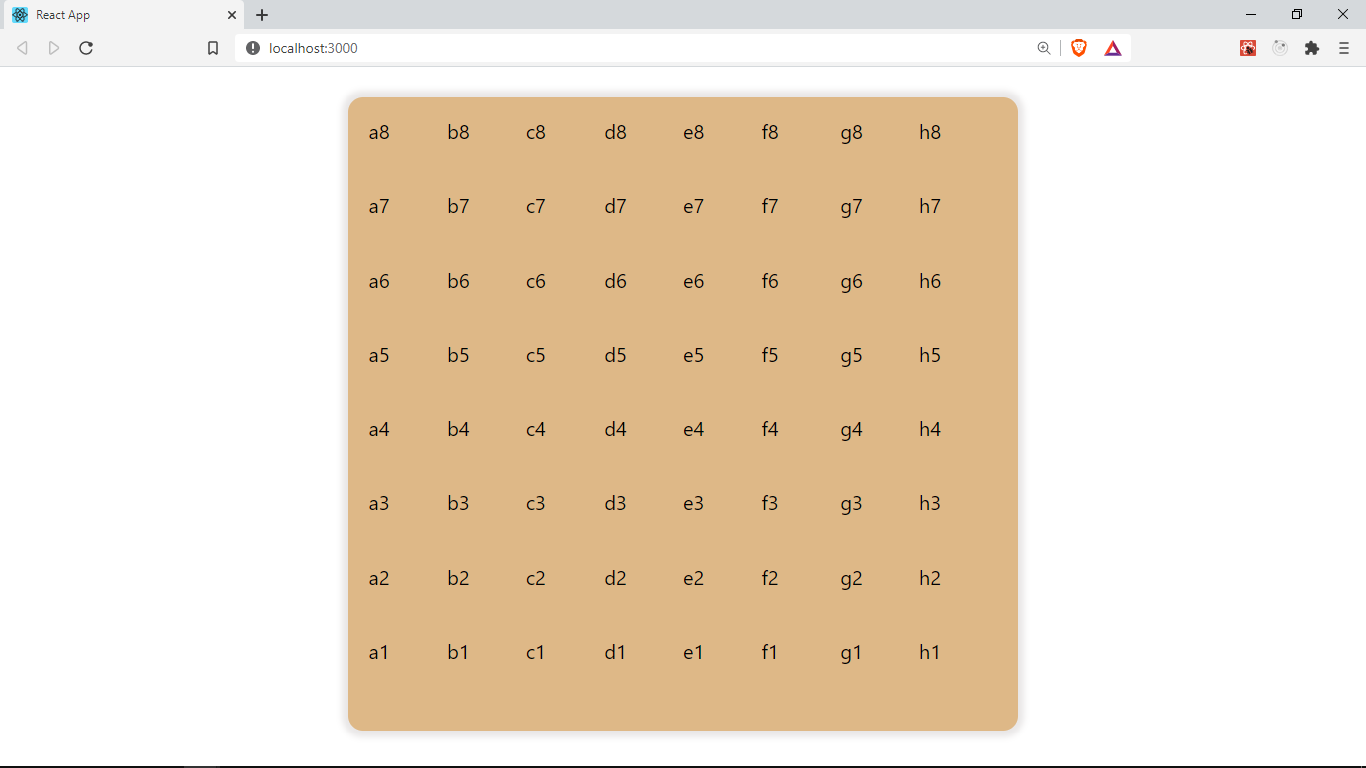 React App
localhost:3000
a8 b8 c8 d8 e8 f8 g8 h8
a7 b7 c7 d7 e7 f7 g7 h7
a6 b6 c6 d6 e6 f6 g6 h6
a5 b5 c5 d5 e5 f5 g5 h5
a4 b4 c4 d4 e4 f4 g4 h4
a3 b3 c3 d3 e3 f3 g3 h3
a2 b2 c2 d2 e2 f2 g2 h2
a1 b1 c1 d1 e1 f1 g1 h1